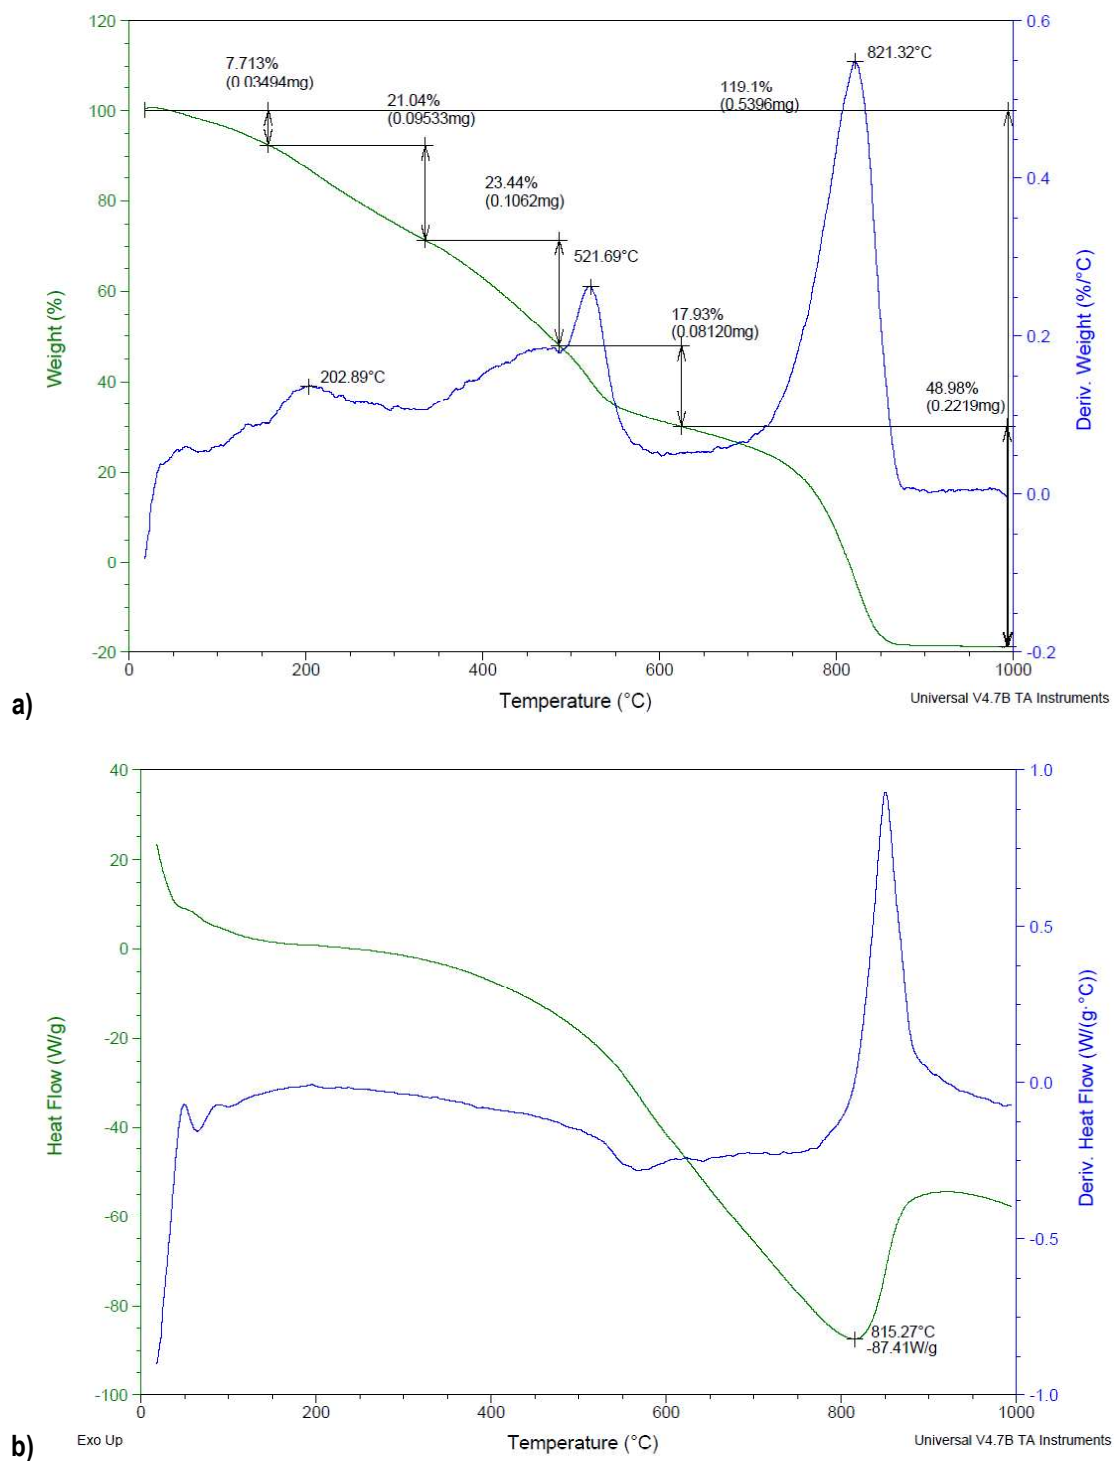 120
100
80
60
40
20
0
-20
Weight (%)
7.713%
(0.03494mg)
21.04%
(0.09533mg)
23.44%
(0.1062mg)
202.89°C
521.69°C
17.93%
(0.08120mg)
119.1%
(0.5396mg)
821.32°C
48.98%
(0.2219mg)
0.6
0.4
0.2
0.0
-0.2
Deriv. Weight (%/°C)
0 200 400 600 800 1000
a)
Temperature (°C)
Universal V4.7B TA Instruments
40
20
0
-20
-40
-60
-80
-100
Heat Flow (W/g)
815.27°C
-87.41W/g
1.0
0.5
0.0
-0.5
-1.0
Deriv. Heat Flow (W/(g·°C))
0 200 400 600 800 1000
b)
Exo Up
Temperature (°C)
Universal V4.7B TA Instruments